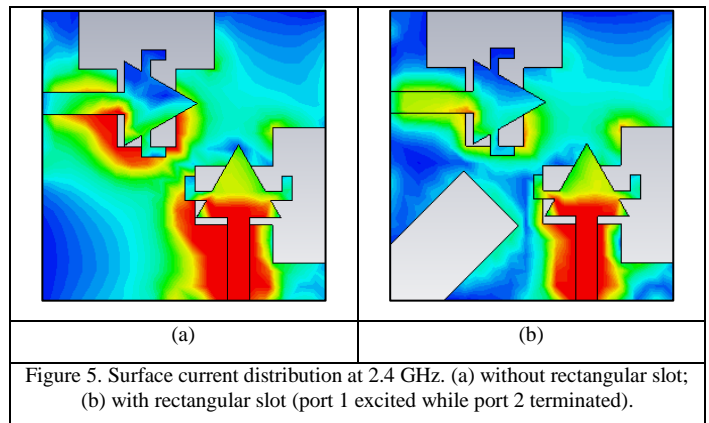 (a) (b)
Figure 5. Surface current distribution at 2.4 GHz. (a) without rectangular slot;
(b) with rectangular slot (port 1 excited while port 2 terminated).